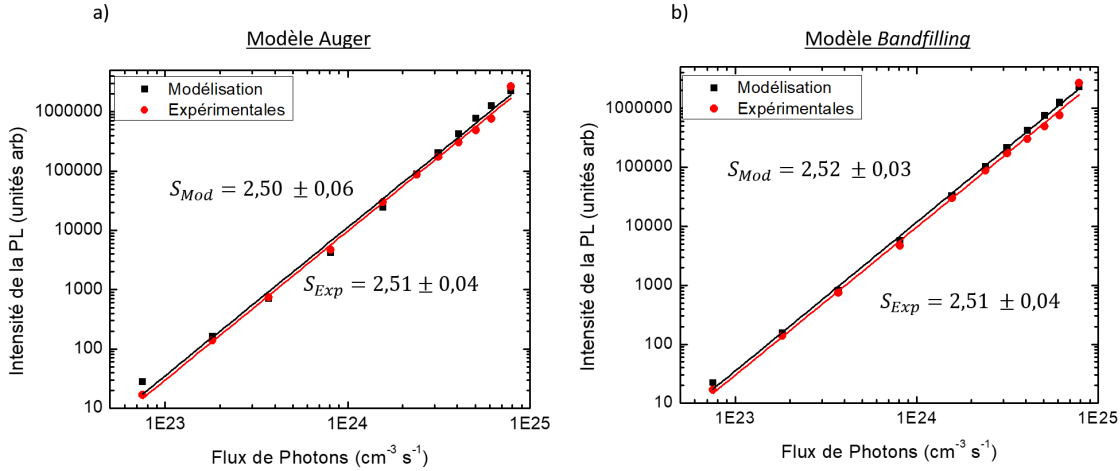 a)
Modèle Auger
Modélisation
Expérimentales
1000000
100000
10000
1000
100
10
Intensité de la PL (unités arb)
S_Mod = 2,50 ± 0,06
S_Exp = 2,51 ± 0,04
1E23
1E24
1E25
Flux de Photons (cm⁻³ s⁻¹)
b)
Modèle Bandfilling
Modélisation
Expérimentales
1000000
100000
10000
1000
100
10
Intensité de la PL (unités arb)
S_Mod = 2,52 ± 0,03
S_Exp = 2,51 ± 0,04
1E23
1E24
1E25
Flux de Photons (cm⁻³ s⁻¹)